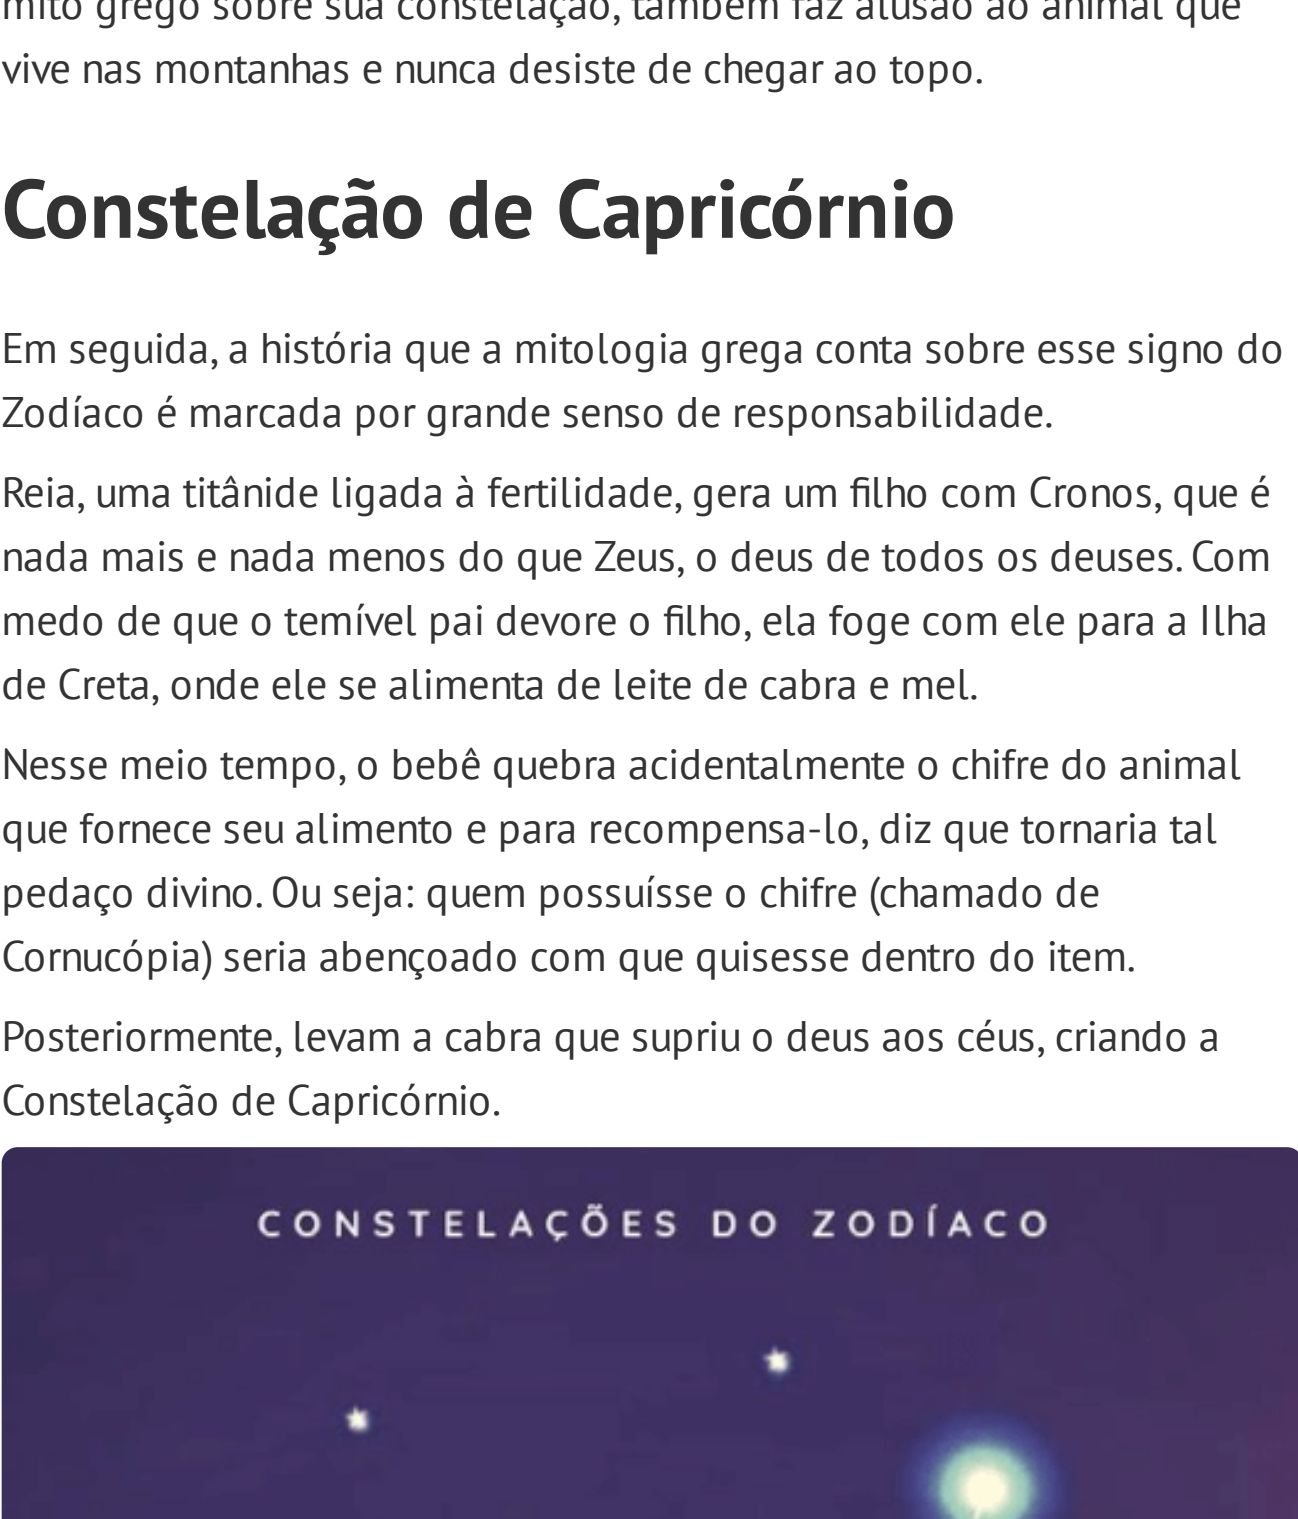 mito grego sobre sua constelação, também faz alusão ao animal que
vive nas montanhas e nunca desiste de chegar ao topo.
Constelação de Capricórnio
Em seguida, a história que a mitologia grega conta sobre esse signo do
Zodíaco é marcada por grande senso de responsabilidade.
Reia, uma titânide ligada à fertilidade, gera um filho com Cronos, que é
nada mais e nada menos do que Zeus, o deus de todos os deuses. Com
medo de que o temível pai devore o filho, ela foge com ele para a Ilha
de Creta, onde ele se alimenta de leite de cabra e mel.
Nesse meio tempo, o bebê quebra acidentalmente o chifre do animal
que fornece seu alimento e para recompensa-lo, diz que tornaria tal
pedaço divino. Ou seja: quem possuísse o chifre (chamado de
Cornucópia) seria abençoado com que quisesse dentro do item.
Posteriormente, levam a cabra que supriu o deus aos céus, criando a
Constelação de Capricórnio.
CONSTELAÇÕES DO ZODÍACO